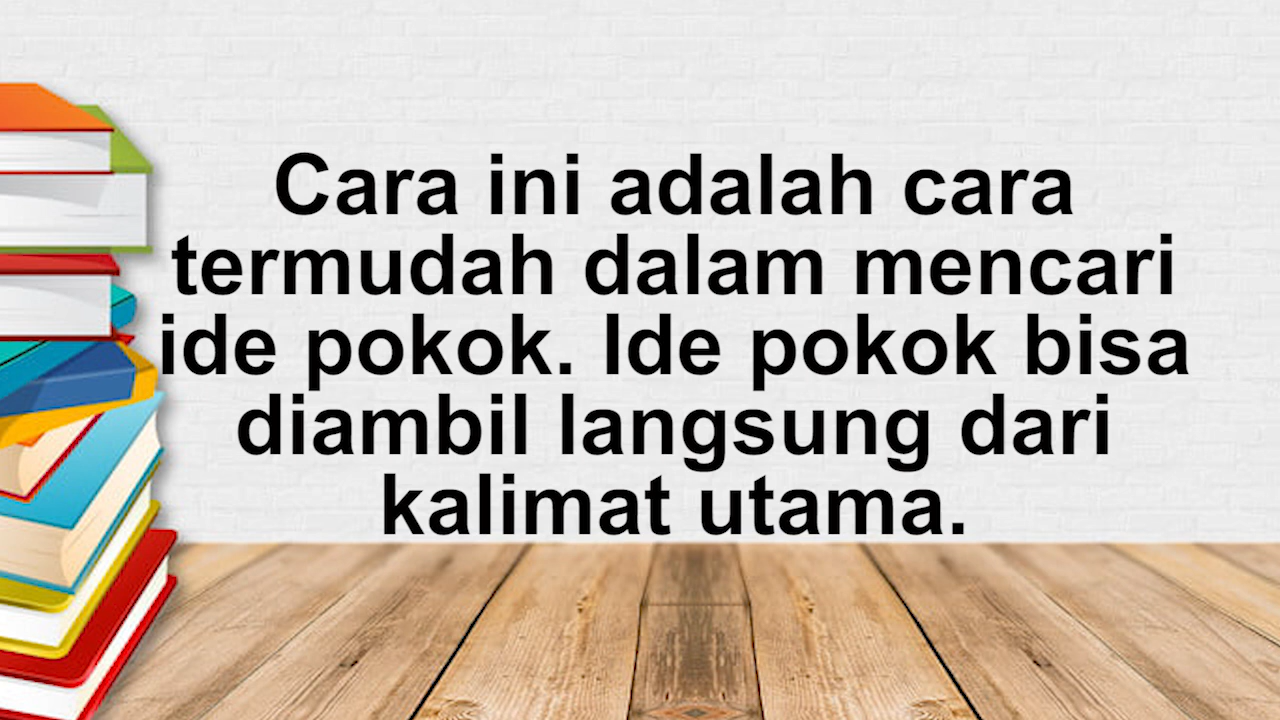 Cara ini adalah cara
termudah dalam mencari
ide pokok. Ide pokok bisa
diambil langsung dari
kalimat utama.